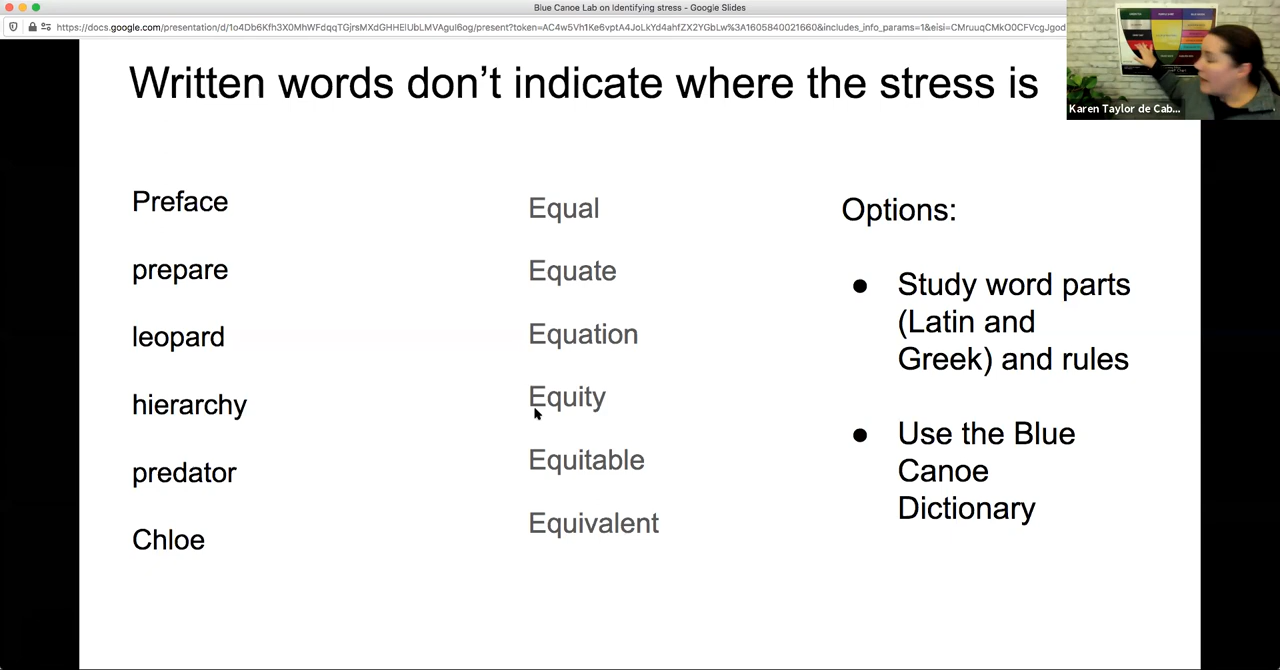 Blue Canoe Lab on Identifying stress - Google Slides
Written words don't indicate where the stress is
Karen Taylor de Cab...
Preface
prepare
leopard
hierarchy
predator
Chloe
Equal
Equate
Equation
Equity
Equitable
Equivalent
Options:
● Study word parts
(Latin and
Greek) and rules
● Use the Blue
Canoe
Dictionary